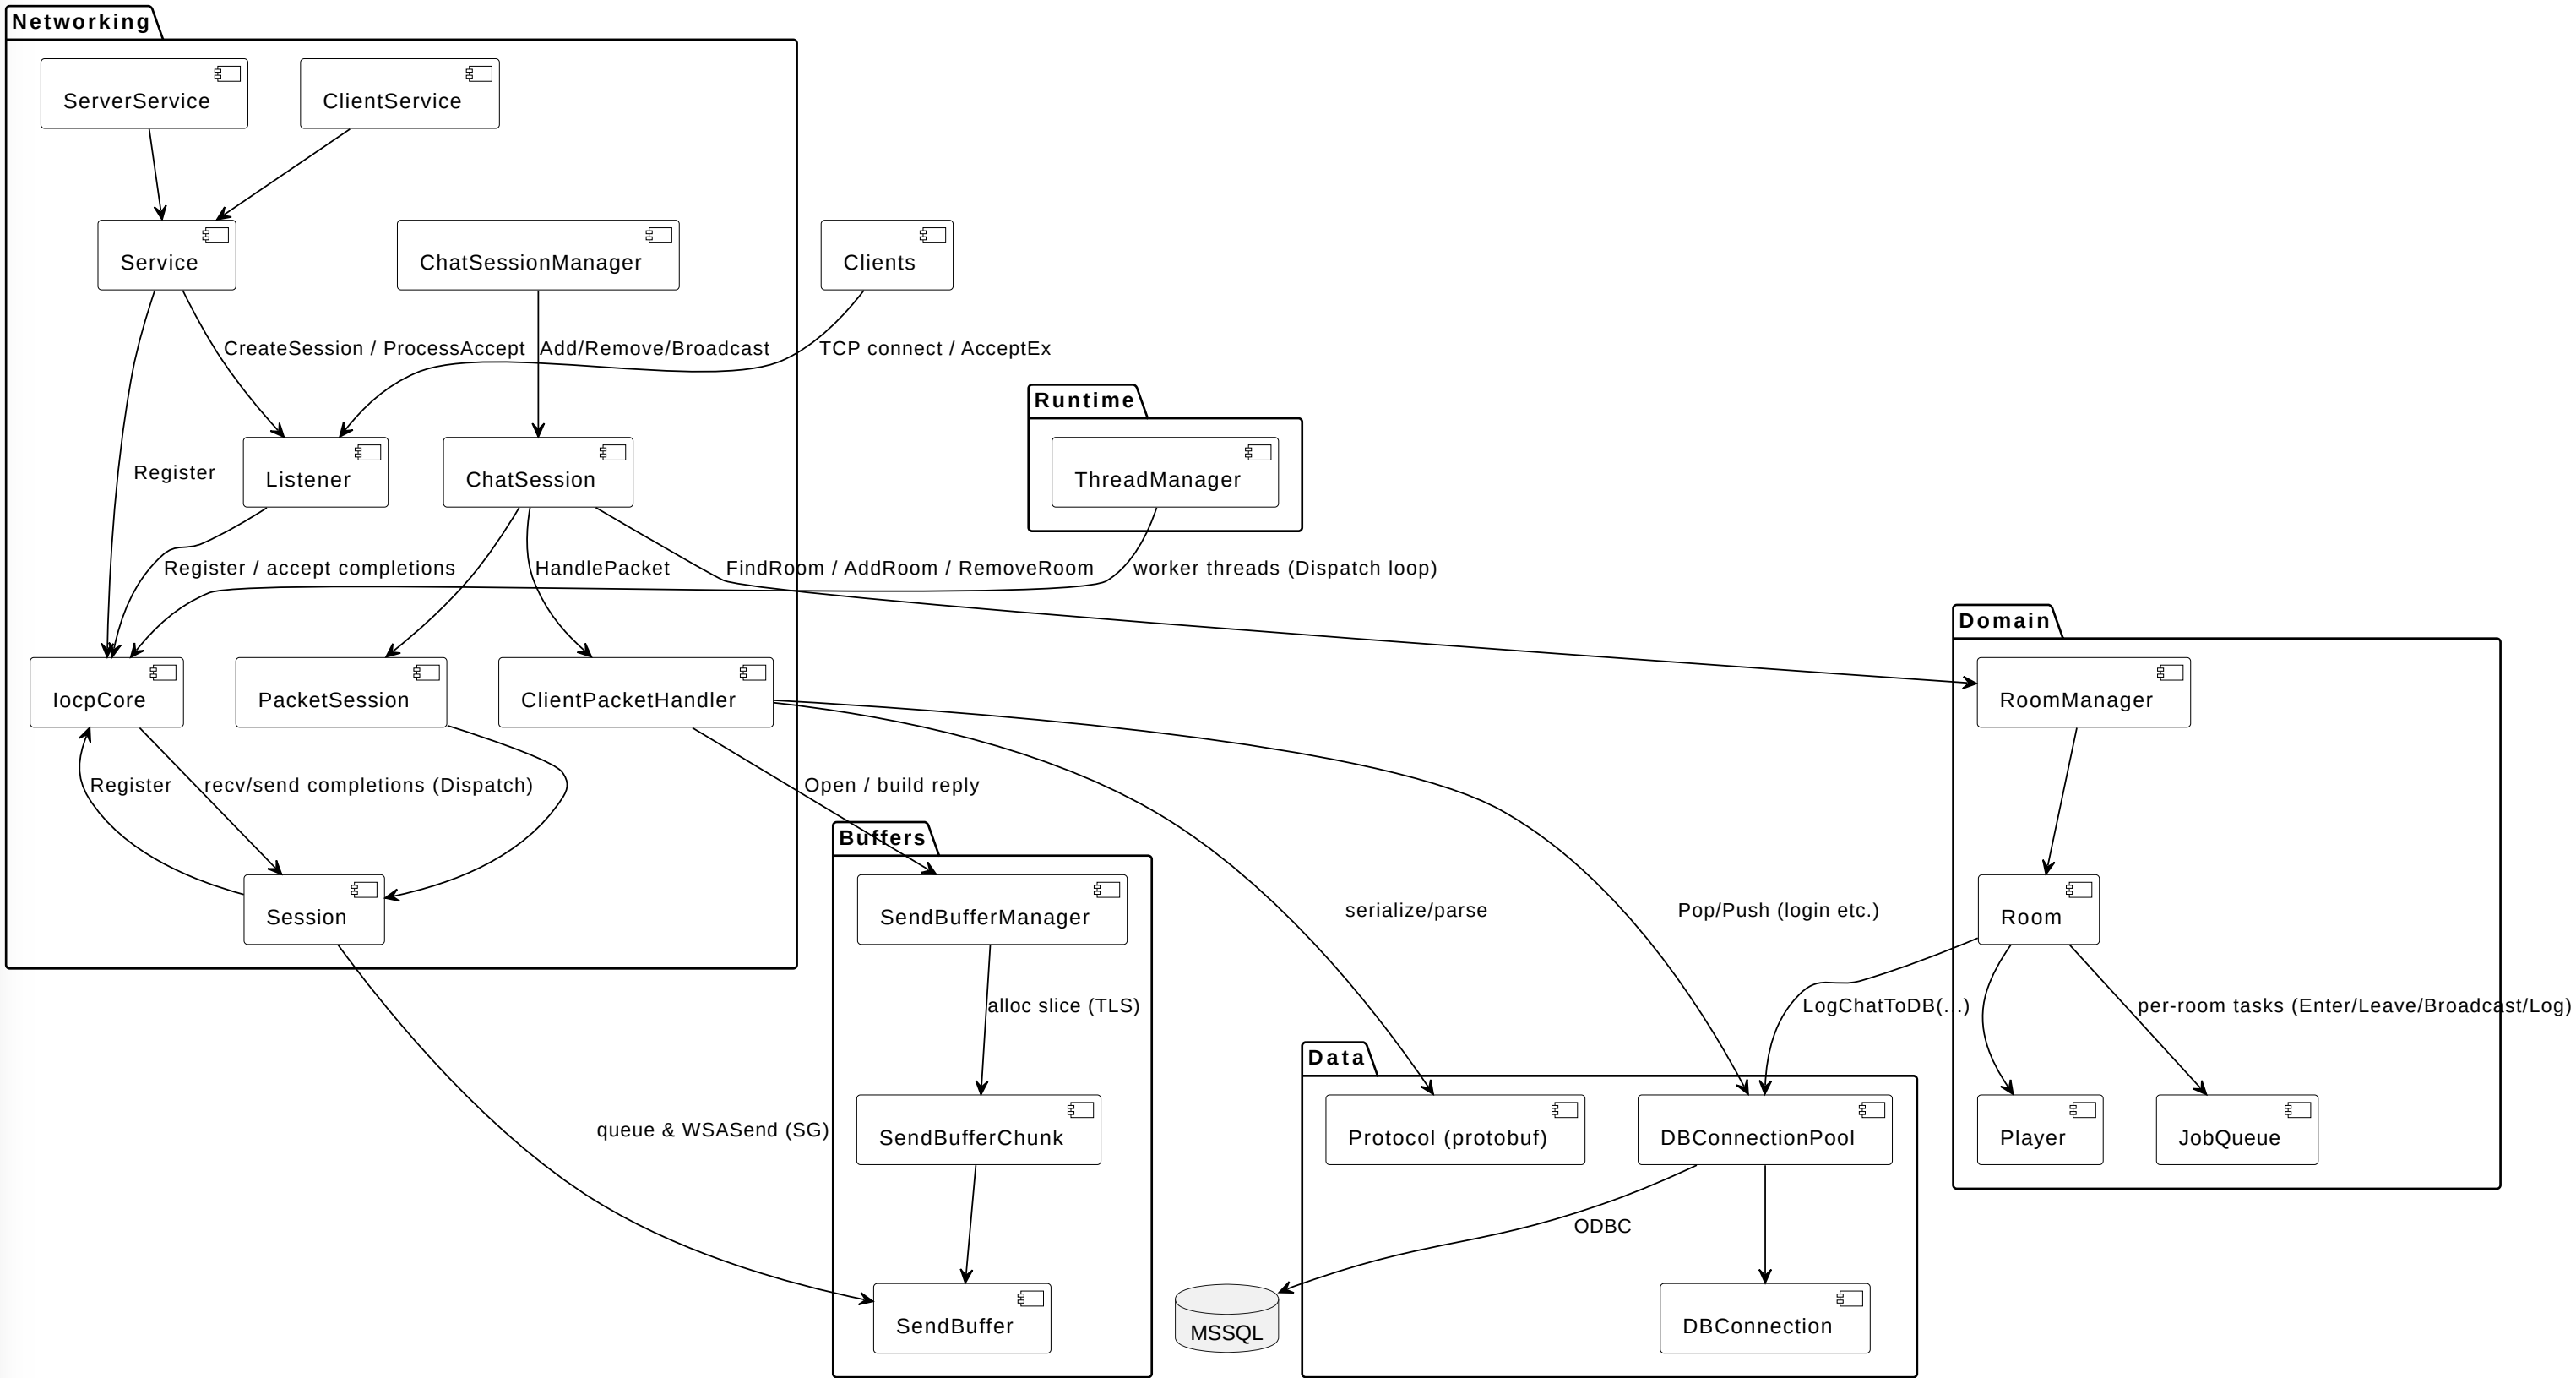 Networking
ServerService
ClientService
Service
ChatSessionManager
Clients
CreateSession / ProcessAccept
Add/Remove/Broadcast
TCP connect / AcceptEx
Runtime
Register
Listener
ChatSession
ThreadManager
Register / accept completions
HandlePacket
FindRoom / AddRoom / RemoveRoom
worker threads (Dispatch loop)
Domain
IocpCore
PacketSession
ClientPacketHandler
RoomManager
Register
recv/send completions (Dispatch)
Open / build reply
Buffers
Session
SendBufferManager
serialize/parse
Pop/Push (login etc.)
Room
alloc slice (TLS)
LogChatToDB(...)
per-room tasks (Enter/Leave/Broadcast/Log)
Data
queue & WSASend (SG)
SendBufferChunk
Protocol (protobuf)
DBConnectionPool
Player
JobQueue
ODBC
SendBuffer
MSSQL
DBConnection